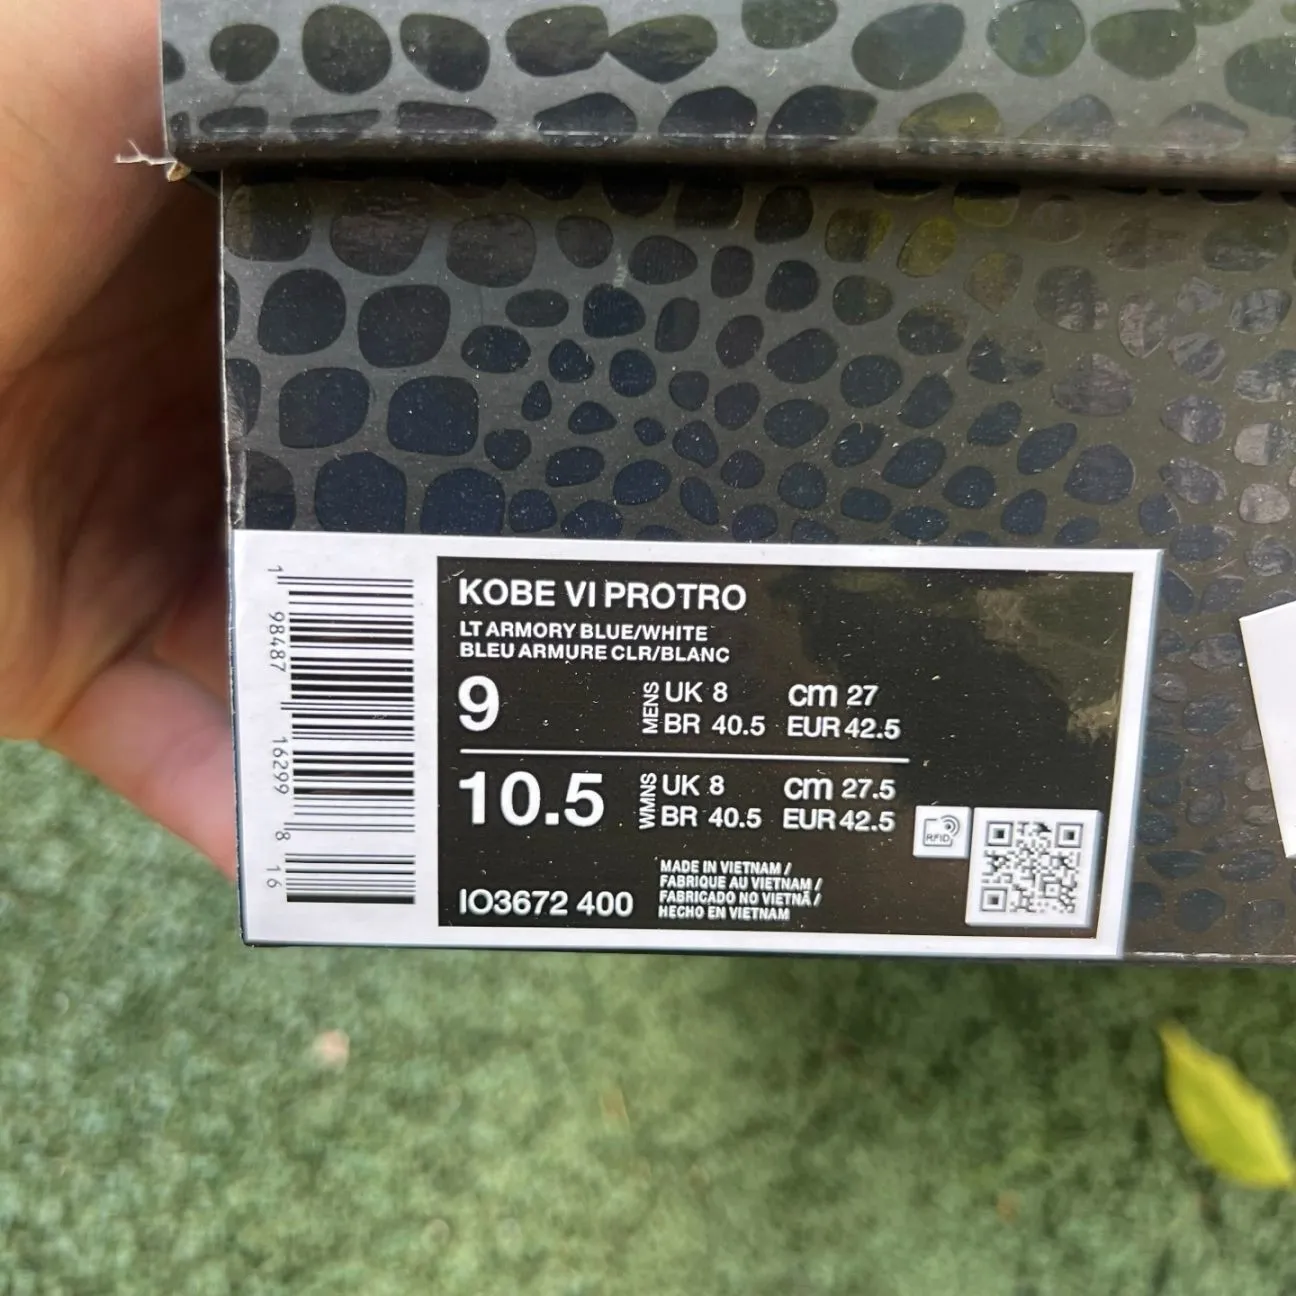 1
98487
16299
8
16
KOBE VI PROTRO
LT ARMORY BLUE/WHITE
BLEU ARMURE CLR/BLANC
9
MENS
UK 8 cm 27
BR 40.5 EUR 42.5
10.5
WMNS
UK 8 cm 27.5
BR 40.5 EUR 42.5
RFID
IO3672 400
MADE IN VIETNAM /
FABRIQUE AU VIETNAM /
FABRICADO NO VIETNÃ /
HECHO EN VIETNAM